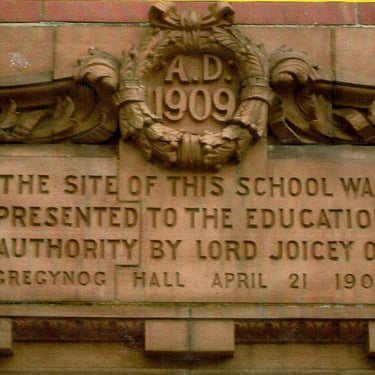 A.D.
1909
THE SITE OF THIS SCHOOL WA
PRESENTED TO THE EDUCATIO
AUTHORITY BY LORD JOICEY O
GREGYNOG HALL APRIL 21 190